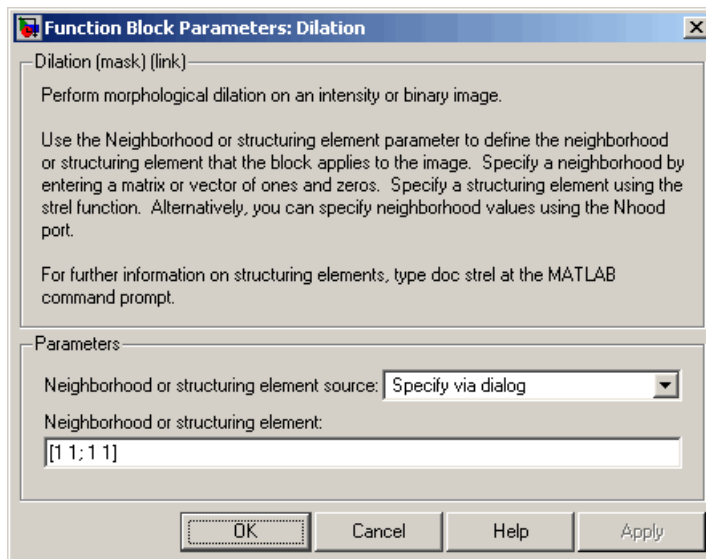 Function Block Parameters: Dilation
Dilation (mask) (link)
Perform morphological dilation on an intensity or binary image.
Use the Neighborhood or structuring element parameter to define the neighborhood
or structuring element that the block applies to the image. Specify a neighborhood by
entering a matrix or vector of ones and zeros. Specify a structuring element using the
strel function. Alternatively, you can specify neighborhood values using the Nhood
port.
For further information on structuring elements, type doc strel at the MATLAB
command prompt.
Parameters
Neighborhood or structuring element source: Specify via dialog
Neighborhood or structuring element:
[1 1; 1 1]
OK Cancel Help Apply